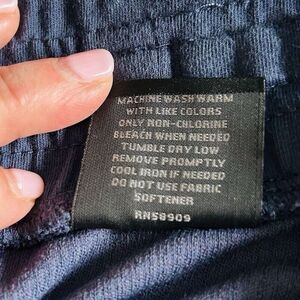 MACHINE WASH WARM
WITH LIKE COLORS
ONLY NON-CHLORINE
BLEACH WHEN NEEDED
TUMBLE DRY LOW
REMOVE PROMPTLY
COOL IRON IF NEEDED
DO NOT USE FABRIC
SOFTENER
RN58909